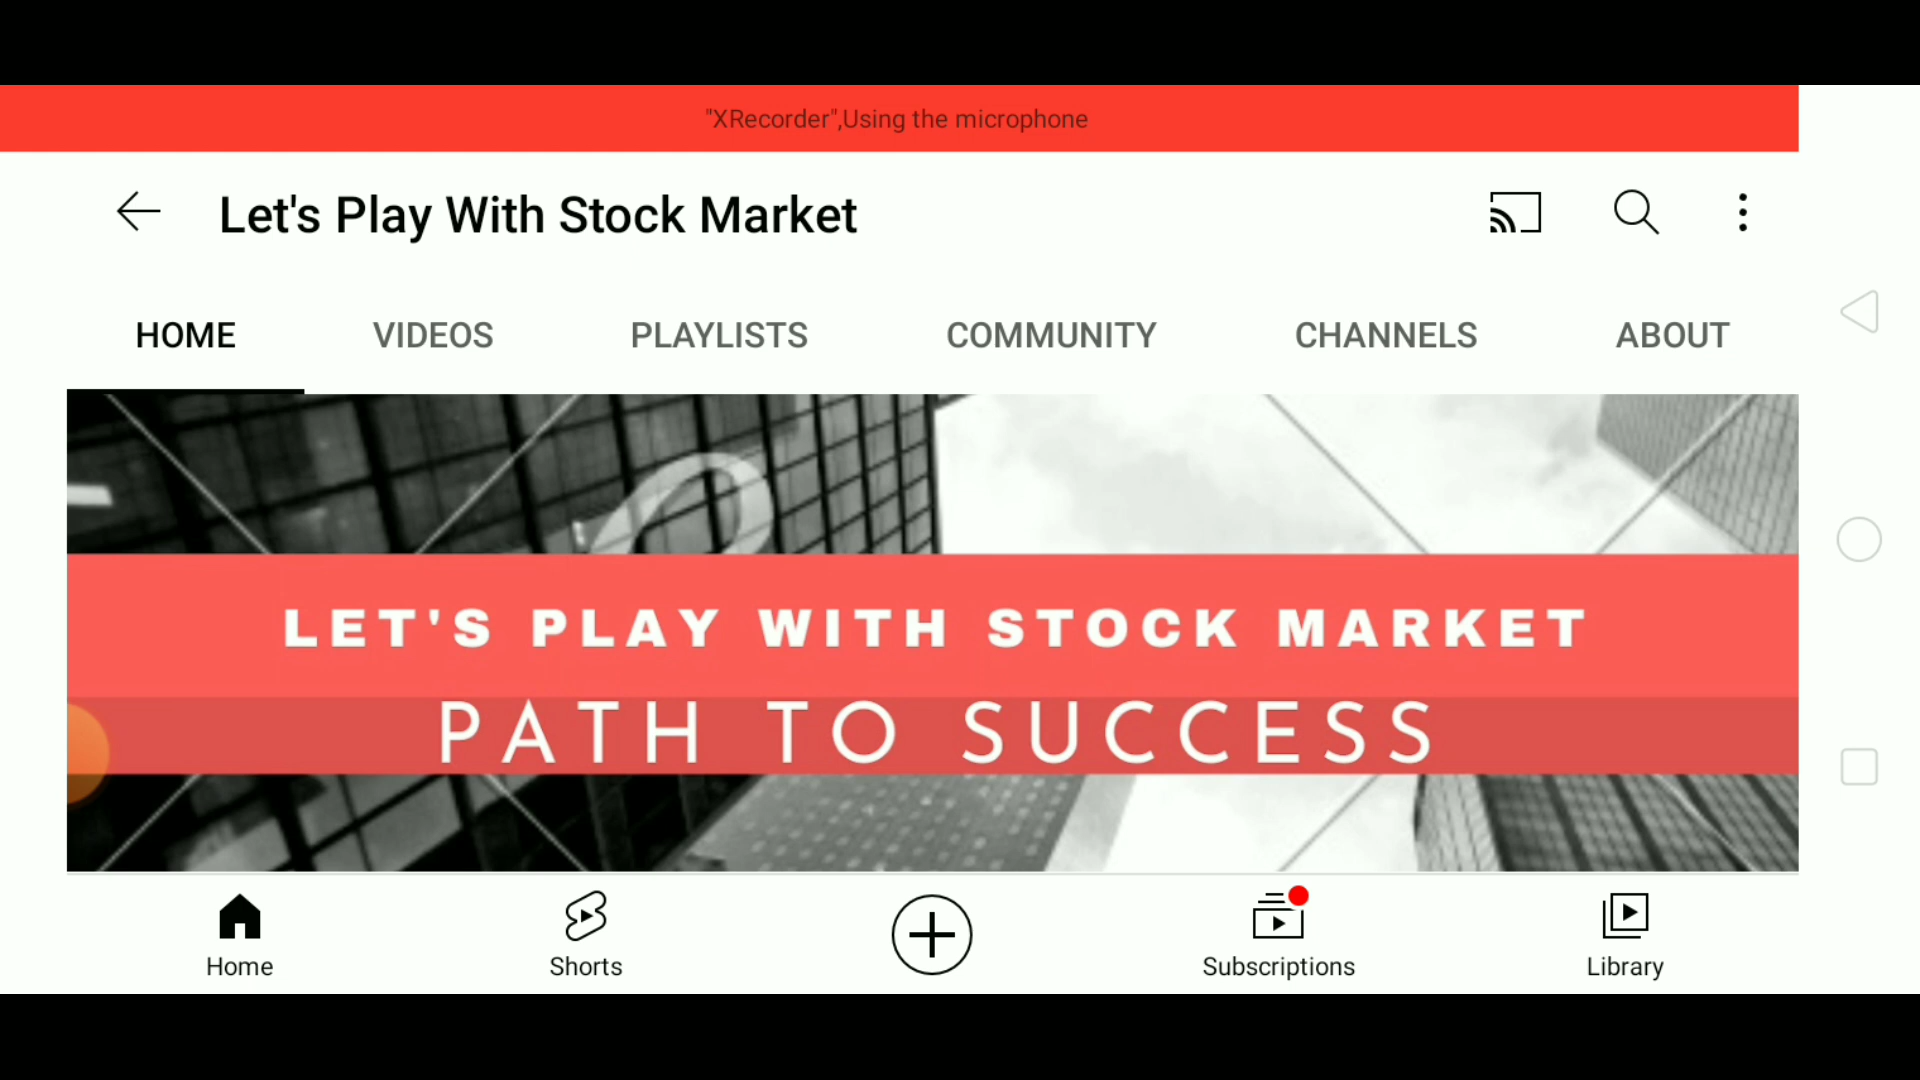 "XRecorder",Using the microphone
Let's Play With Stock Market
HOME VIDEOS PLAYLISTS COMMUNITY CHANNELS ABOUT
LET'S PLAY WITH STOCK MARKET
PATH TO SUCCESS
Home Shorts Subscriptions Library